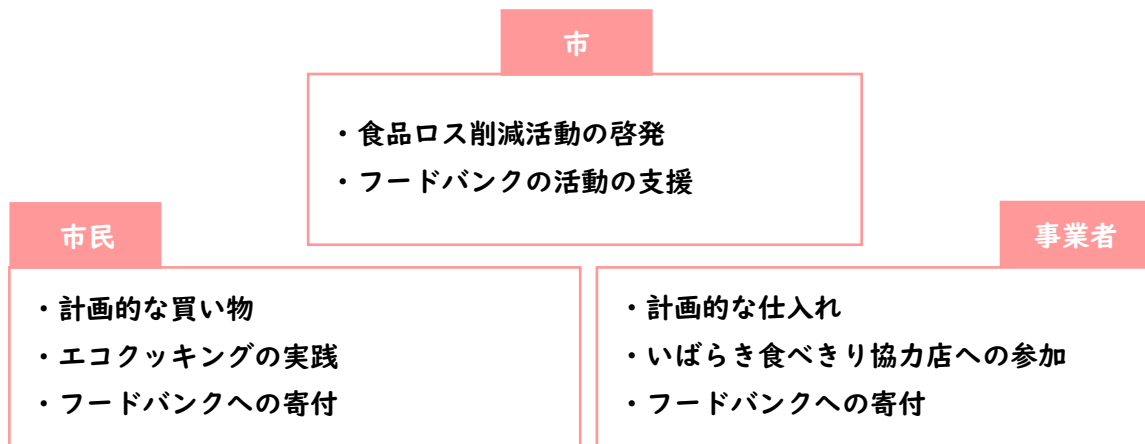 市
・食品ロス削減活動の啓発
・フードバンクの活動の支援
市民
・計画的な買い物
・エコクッキングの実践
・フードバンクへの寄付
事業者
・計画的な仕入れ
・いばらき食べきり協力店への参加
・フードバンクへの寄付